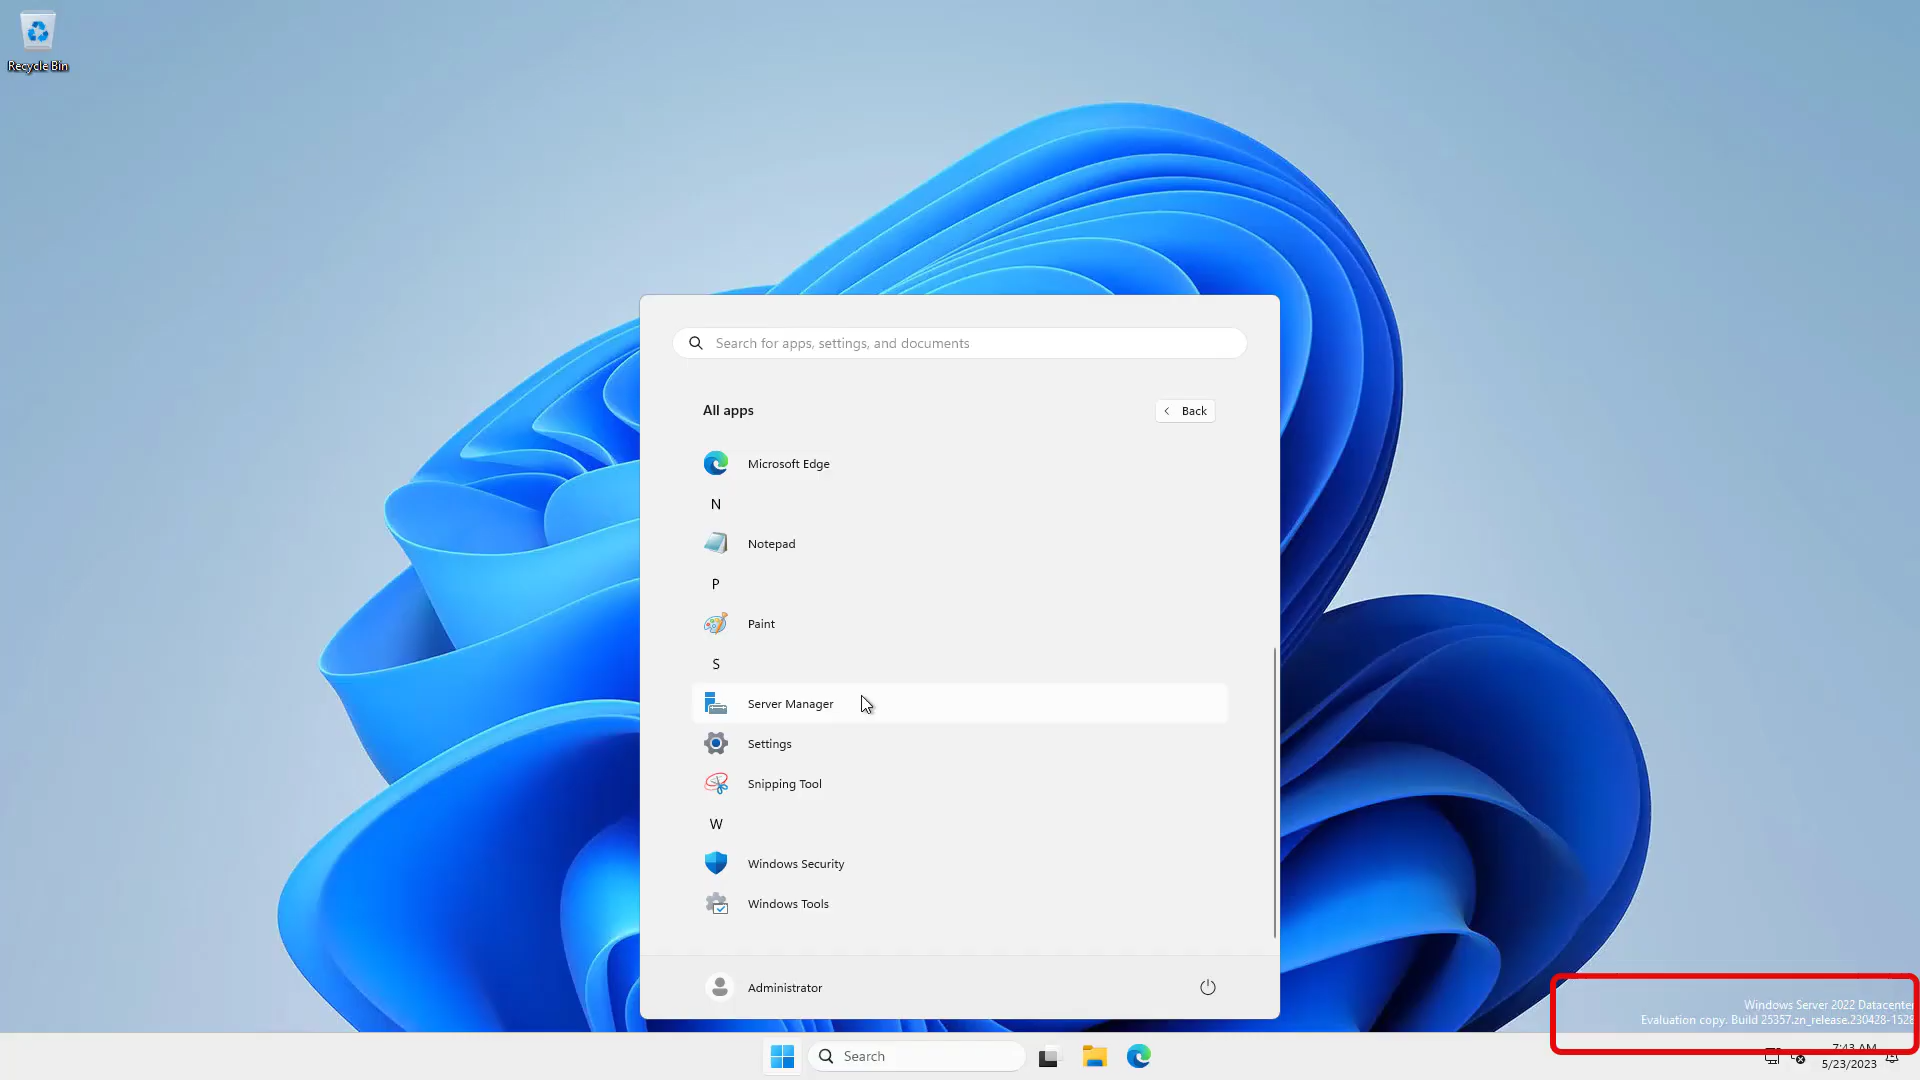 Recycle Bin
Search for apps, settings, and documents
All apps
Back
Microsoft Edge
N
Notepad
P
Paint
S
Server Manager
Settings
Snipping Tool
W
Windows Security
Windows Tools
Administrator
Windows Server 2022 Datacenter
Evaluation copy. Build 25357.zn_release.230428-1528
Search
7:43 AM
5/23/2023